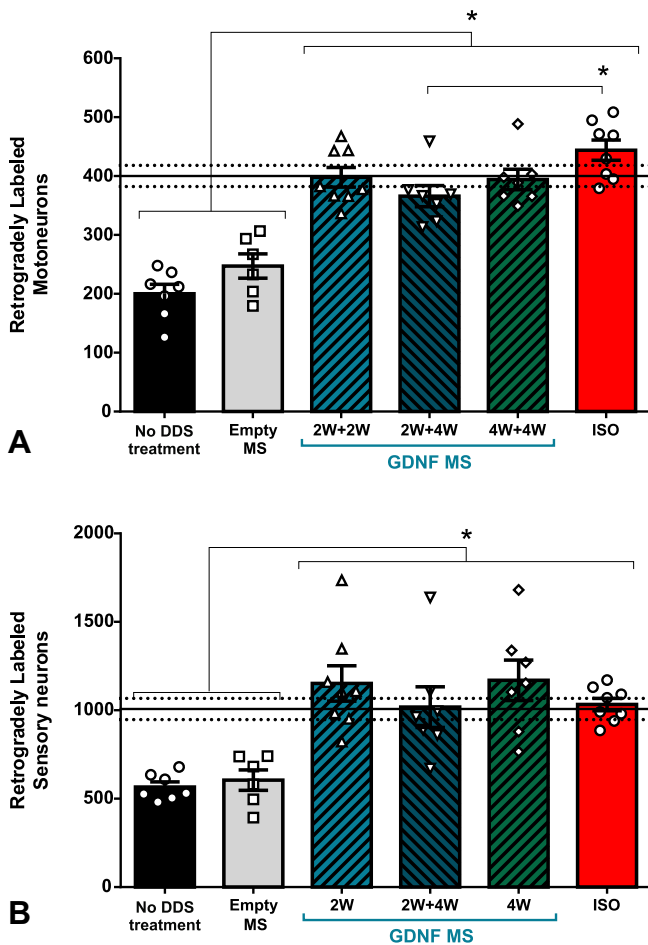 *
*
600
500
400
300
200
100
0
Retrogradely Labeled
Motoneurons
No DDS
treatment
Empty
MS
2W+2W
2W+4W
4W+4W
ISO
GDNF MS
A
*
2000
1500
1000
500
0
Retrogradely Labeled
Sensory neurons
No DDS
treatment
Empty
MS
2W
2W+4W
4W
ISO
GDNF MS
B